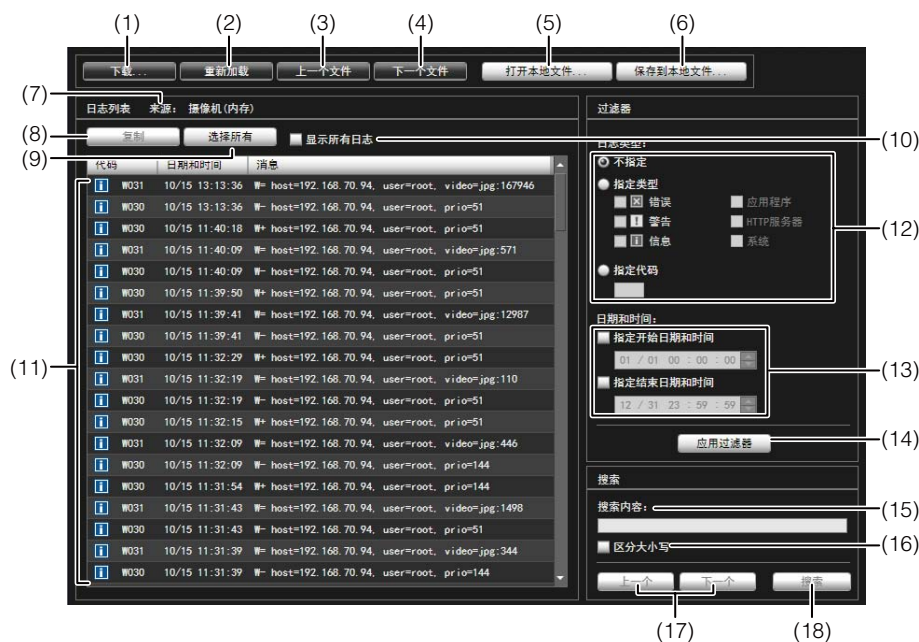 (1) (2) (3) (4) (5) (6)
下载... 重新加载 上一个文件 下一个文件 打开本地文件... 保存到本地文件...
(7)
日志列表 来源: 摄像机(内存)
(8) 复制 选择所有 显示所有日志 (10)
(9)
代码 日期和时间 消息
W031 10/15 13:13:36 W= host=192.168.70.94, user=root, video=jpg:167946
W030 10/15 13:13:36 W- host=192.168.70.94, user=root, prio=51
W030 10/15 11:40:18 W+ host=192.168.70.94, user=root, prio=51
W031 10/15 11:40:09 W= host=192.168.70.94, user=root, video=jpg:571
W030 10/15 11:40:09 W- host=192.168.70.94, user=root, prio=51
W030 10/15 11:39:50 W+ host=192.168.70.94, user=root, prio=51
W031 10/15 11:39:41 W= host=192.168.70.94, user=root, video=jpg:12987
W030 10/15 11:39:41 W- host=192.168.70.94, user=root, prio=51
W030 10/15 11:32:29 W+ host=192.168.70.94, user=root, prio=51
(11)
W031 10/15 11:32:19 W= host=192.168.70.94, user=root, video=jpg:110
W030 10/15 11:32:19 W- host=192.168.70.94, user=root, prio=51
W030 10/15 11:32:15 W+ host=192.168.70.94, user=root, prio=51
W031 10/15 11:32:09 W= host=192.168.70.94, user=root, video=jpg:446
W030 10/15 11:32:09 W- host=192.168.70.94, user=root, prio=144
W030 10/15 11:31:54 W+ host=192.168.70.94, user=root, prio=144
W031 10/15 11:31:43 W= host=192.168.70.94, user=root, video=jpg:1498
W030 10/15 11:31:43 W- host=192.168.70.94, user=root, prio=51
W031 10/15 11:31:39 W= host=192.168.70.94, user=root, video=jpg:344
W030 10/15 11:31:39 W- host=192.168.70.94, user=root, prio=144
过滤器
日志类型:
不指定
指定类型
错误 应用程序
警告 HTTP服务器
信息 系统
(12)
指定代码
日期和时间:
指定开始日期和时间
01 / 01 00 : 00 : 00
(13)
指定结束日期和时间
12 / 31 23 : 59 : 59
应用过滤器 (14)
搜索
搜索内容: (15)
区分大小写 (16)
上一个 下一个 搜索
(17) (18)